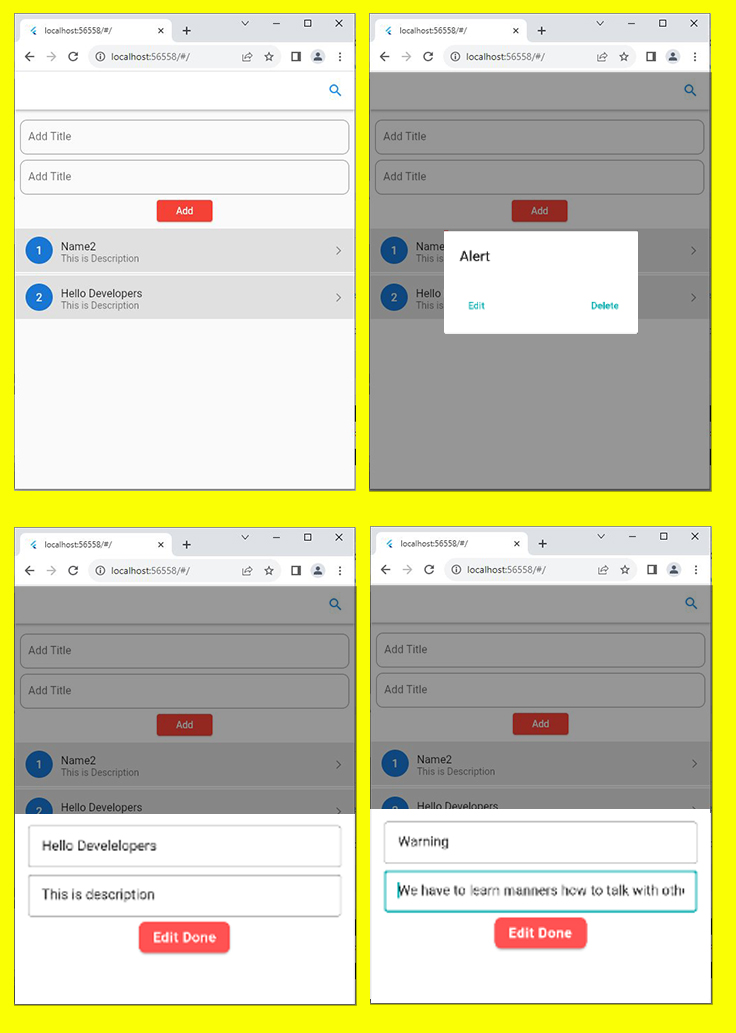 localhost:56558/#/
localhost:56558/#/
Add Title
Add Title
Add
1
Name2
This is Description
2
Hello Developers
This is Description
localhost:56558/#/
localhost:56558/#/
Add Title
Add Title
Add
1
Name
This is
2
Hello
This is
Alert
Edit
Delete
localhost:56558/#/
localhost:56558/#/
Add Title
Add Title
Add
1
Name2
This is Description
2
Hello Developers
Hello Develelopers
This is description
Edit Done
localhost:56558/#/
localhost:56558/#/
Add Title
Add Title
Add
1
Name2
This is Description
2
Hello Developers
Warning
We have to learn manners how to talk with oth
Edit Done